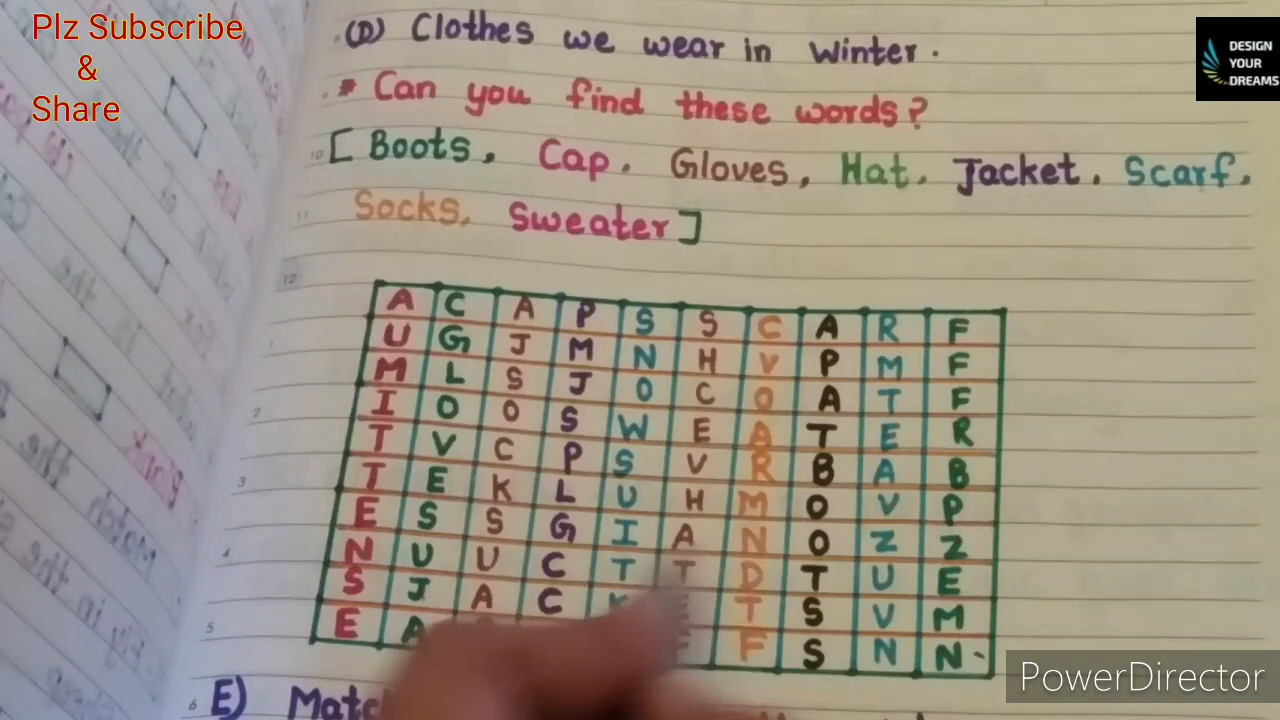 Plz Subscribe
&
Share
DESIGN
YOUR
DREAMS
(D) Clothes we wear in Winter.
* Can you find these words?
[Boots, Cap, Gloves, Hat, Jacket, Scarf,
Socks, Sweater]
A C A P S S C A R F
U G J M N H V P M F
M L S J O C O A T F
I O O S W E A T E R
T V C P S V R B A B
T E K L U H M O V P
E S S G I A N O Z Z
N U U C T T D T U E
S J A C K E T S V M
E A F S N
E) Matc
PowerDirector